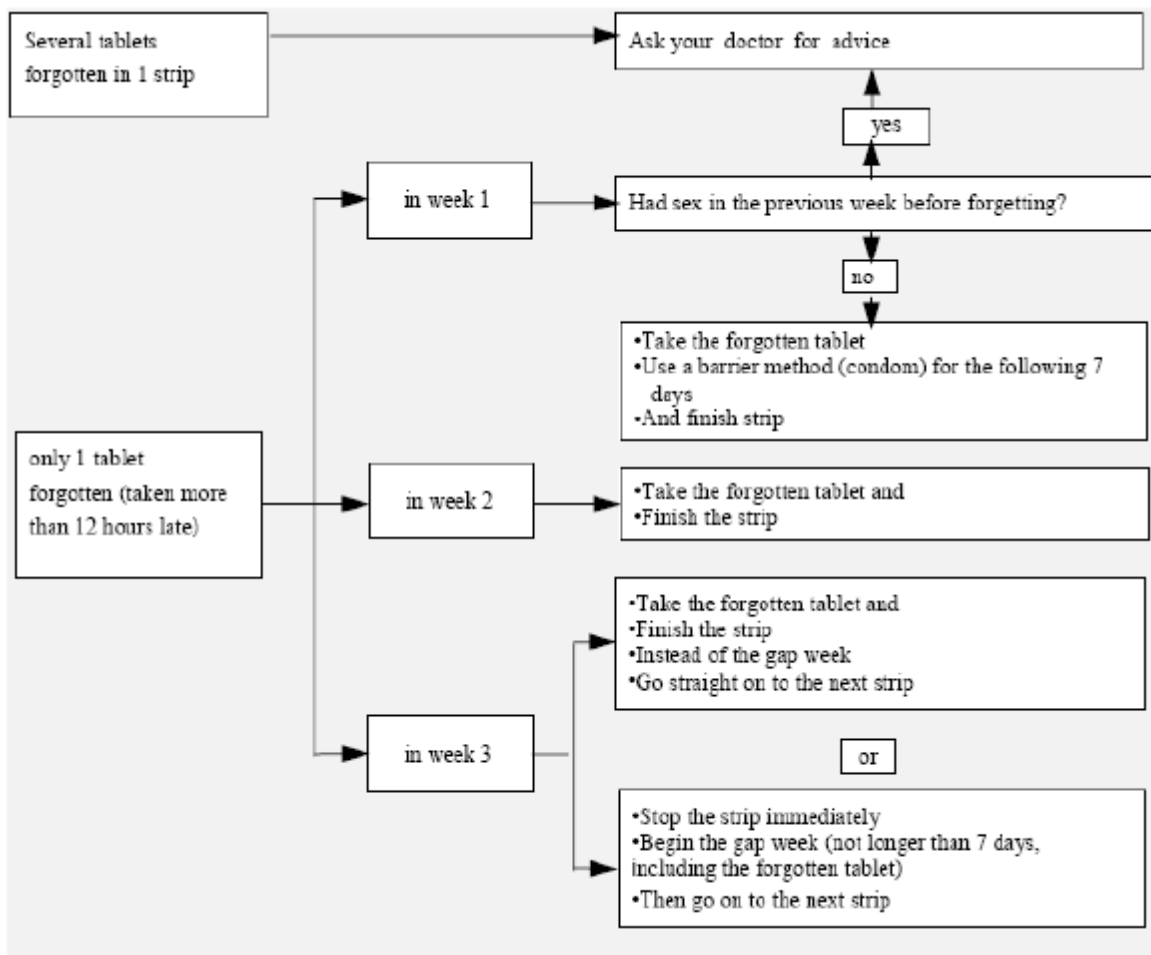 Several tablets
forgotten in 1 strip
Ask your doctor for advice
yes
in week 1
Had sex in the previous week before forgetting?
no
•Take the forgotten tablet
•Use a barrier method (condom) for the following 7
days
•And finish strip
only 1 tablet
forgotten (taken more
than 12 hours late)
in week 2
•Take the forgotten tablet and
•Finish the strip
•Take the forgotten tablet and
•Finish the strip
•Instead of the gap week
•Go straight on to the next strip
in week 3
or
•Stop the strip immediately
•Begin the gap week (not longer than 7 days,
including the forgotten tablet)
•Then go on to the next strip